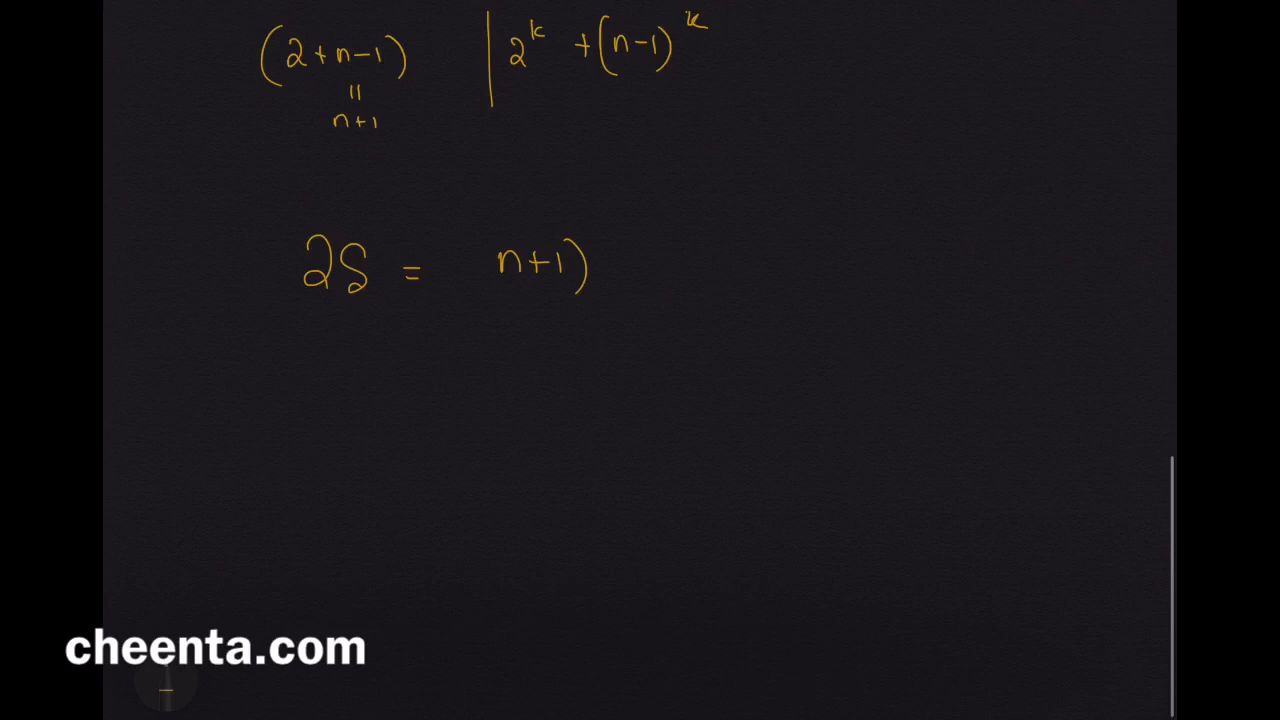 (2 + n - 1) | 2^k + (n - 1)^k
||
n + 1
2S = n + 1)
cheenta.com